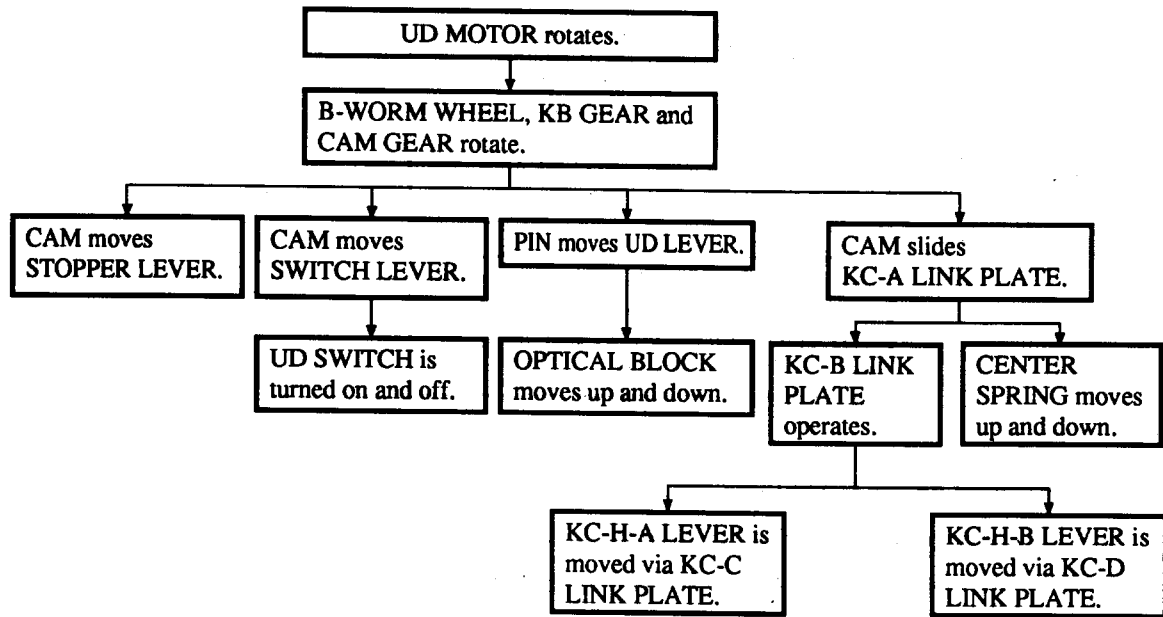 UD MOTOR rotates.
B-WORM WHEEL, KB GEAR and
CAM GEAR rotate.
CAM moves
STOPPER LEVER.
CAM moves
SWITCH LEVER.
PIN moves UD LEVER.
CAM slides
KC-A LINK PLATE.
UD SWITCH is
turned on and off.
OPTICAL BLOCK
moves up and down.
KC-B LINK
PLATE
operates.
CENTER
SPRING moves
up and down.
KC-H-A LEVER is
moved via KC-C
LINK PLATE.
KC-H-B LEVER is
moved via KC-D
LINK PLATE.